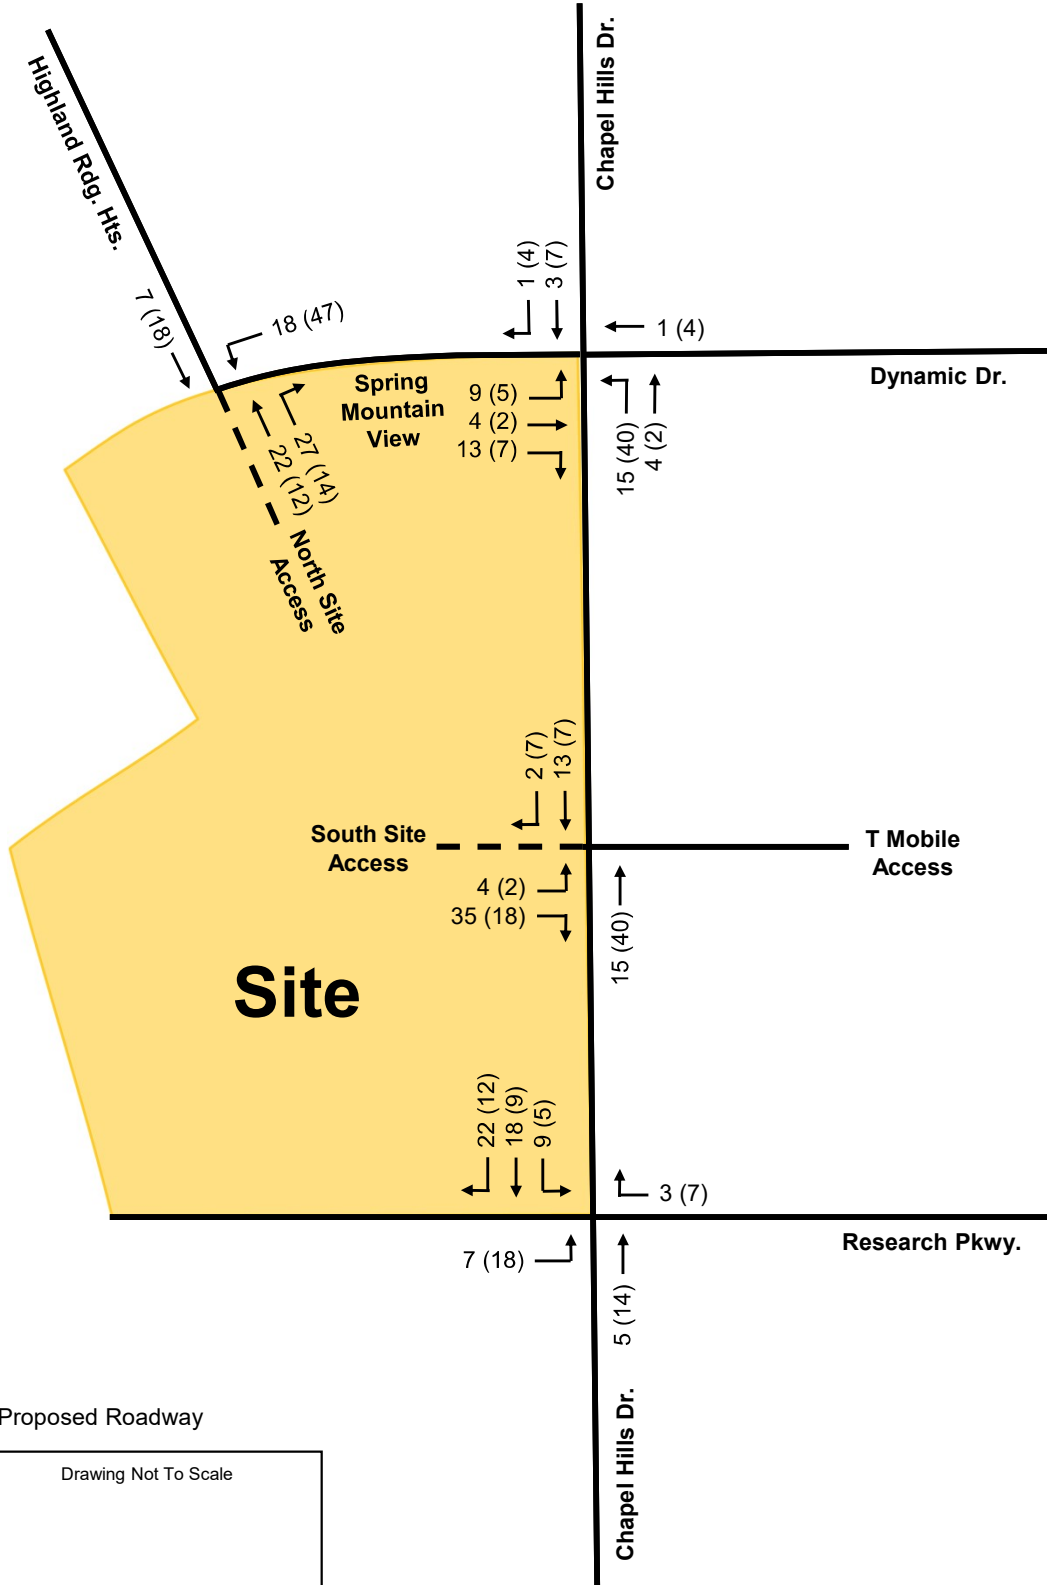 Chapel Hills Dr.
Highland Rdg. Hts.
1 (4)
3 (7)
7 (18)
18 (47)
1 (4)
Dynamic Dr.
Spring
Mountain
View
9 (5)
4 (2)
13 (7)
15 (40)
4 (2)
27 (14)
22 (12)
North Site
Access
2 (7)
13 (7)
South Site
Access
T Mobile
Access
4 (2)
35 (18)
15 (40)
Site
22 (12)
18 (9)
9 (5)
3 (7)
Research Pkwy.
7 (18)
5 (14)
Chapel Hills Dr.
Proposed Roadway
Drawing Not To Scale